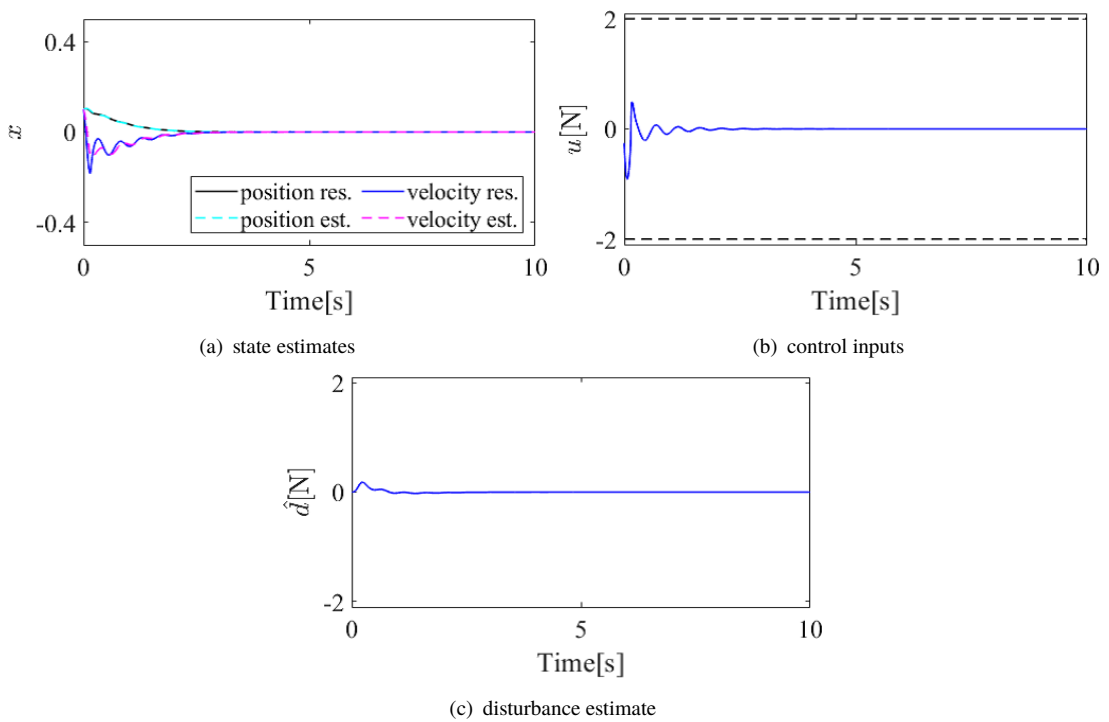 0.4
0
-0.4
x
position res.
velocity res.
position est.
velocity est.
0
5
10
Time[s]
(a) state estimates
2
0
-2
u[N]
0
5
10
Time[s]
(b) control inputs
2
0
-2
d̂[N]
0
5
10
Time[s]
(c) disturbance estimate